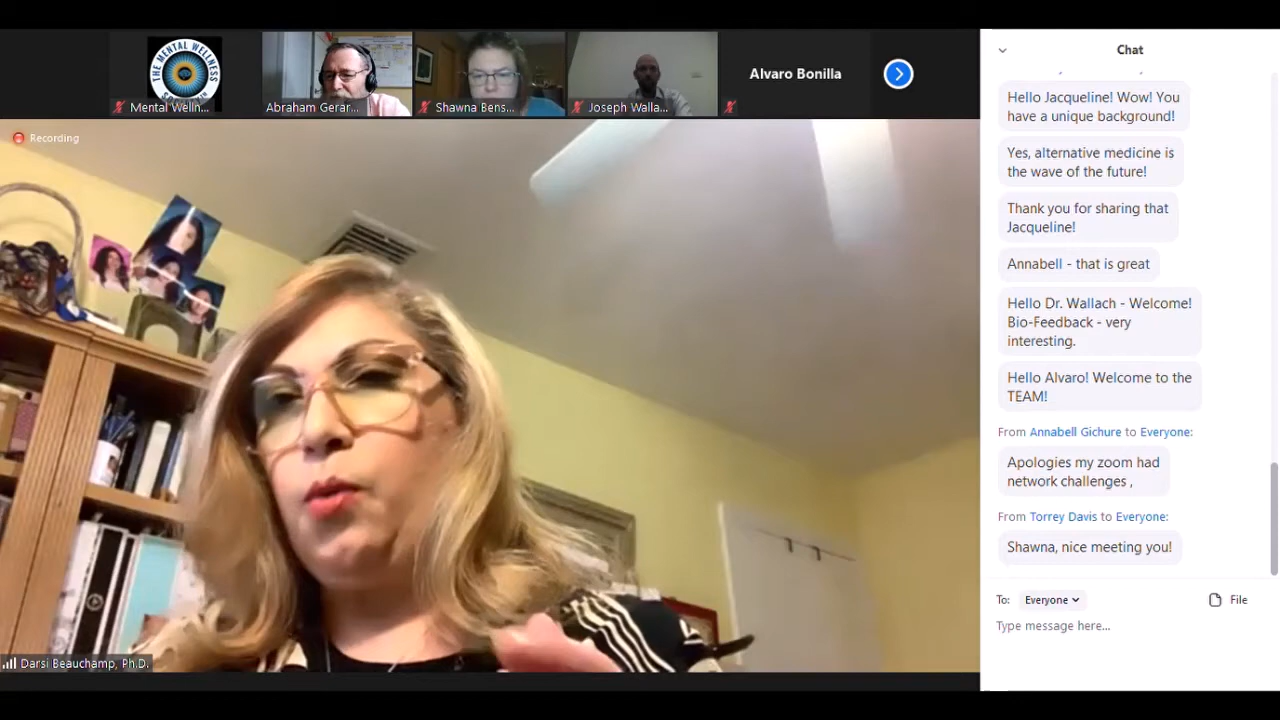 THE MENTAL WELLNESS
Mental Welln...
Abraham Gerar...
Shawna Bens...
Joseph Walla...
Alvaro Bonilla
Recording
Darsi Beauchamp, Ph.D.
Chat
Hello Jacqueline! Wow! You
have a unique background!
Yes, alternative medicine is
the wave of the future!
Thank you for sharing that
Jacqueline!
Annabell - that is great
Hello Dr. Wallach - Welcome!
Bio-Feedback - very
interesting.
Hello Alvaro! Welcome to the
TEAM!
From Annabell Gichure to Everyone:
Apologies my zoom had
network challenges ,
From Torrey Davis to Everyone:
Shawna, nice meeting you!
To: Everyone
File
Type message here...